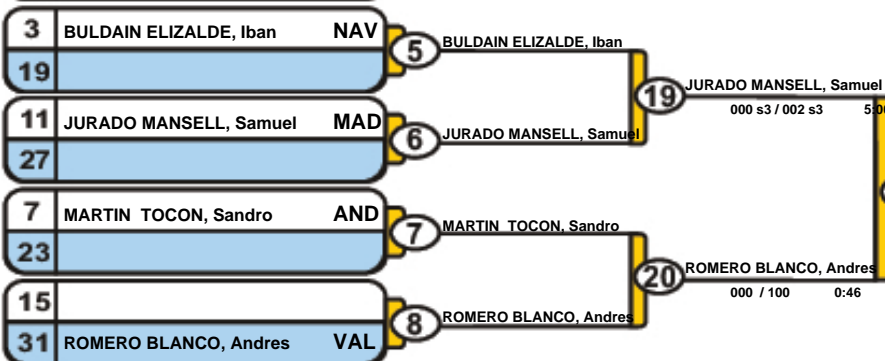 3 BULDAIN ELIZALDE, Iban NAV
19
5 BULDAIN ELIZALDE, Iban
11 JURADO MANSELL, Samuel MAD
27
6 JURADO MANSELL, Samuel
19 JURADO MANSELL, Samuel
000 s3 / 002 s3
7 MARTIN TOCON, Sandro AND
23
7 MARTIN TOCON, Sandro
15
31 ROMERO BLANCO, Andres VAL
8 ROMERO BLANCO, Andres
20 ROMERO BLANCO, Andres
000 / 100 0:46